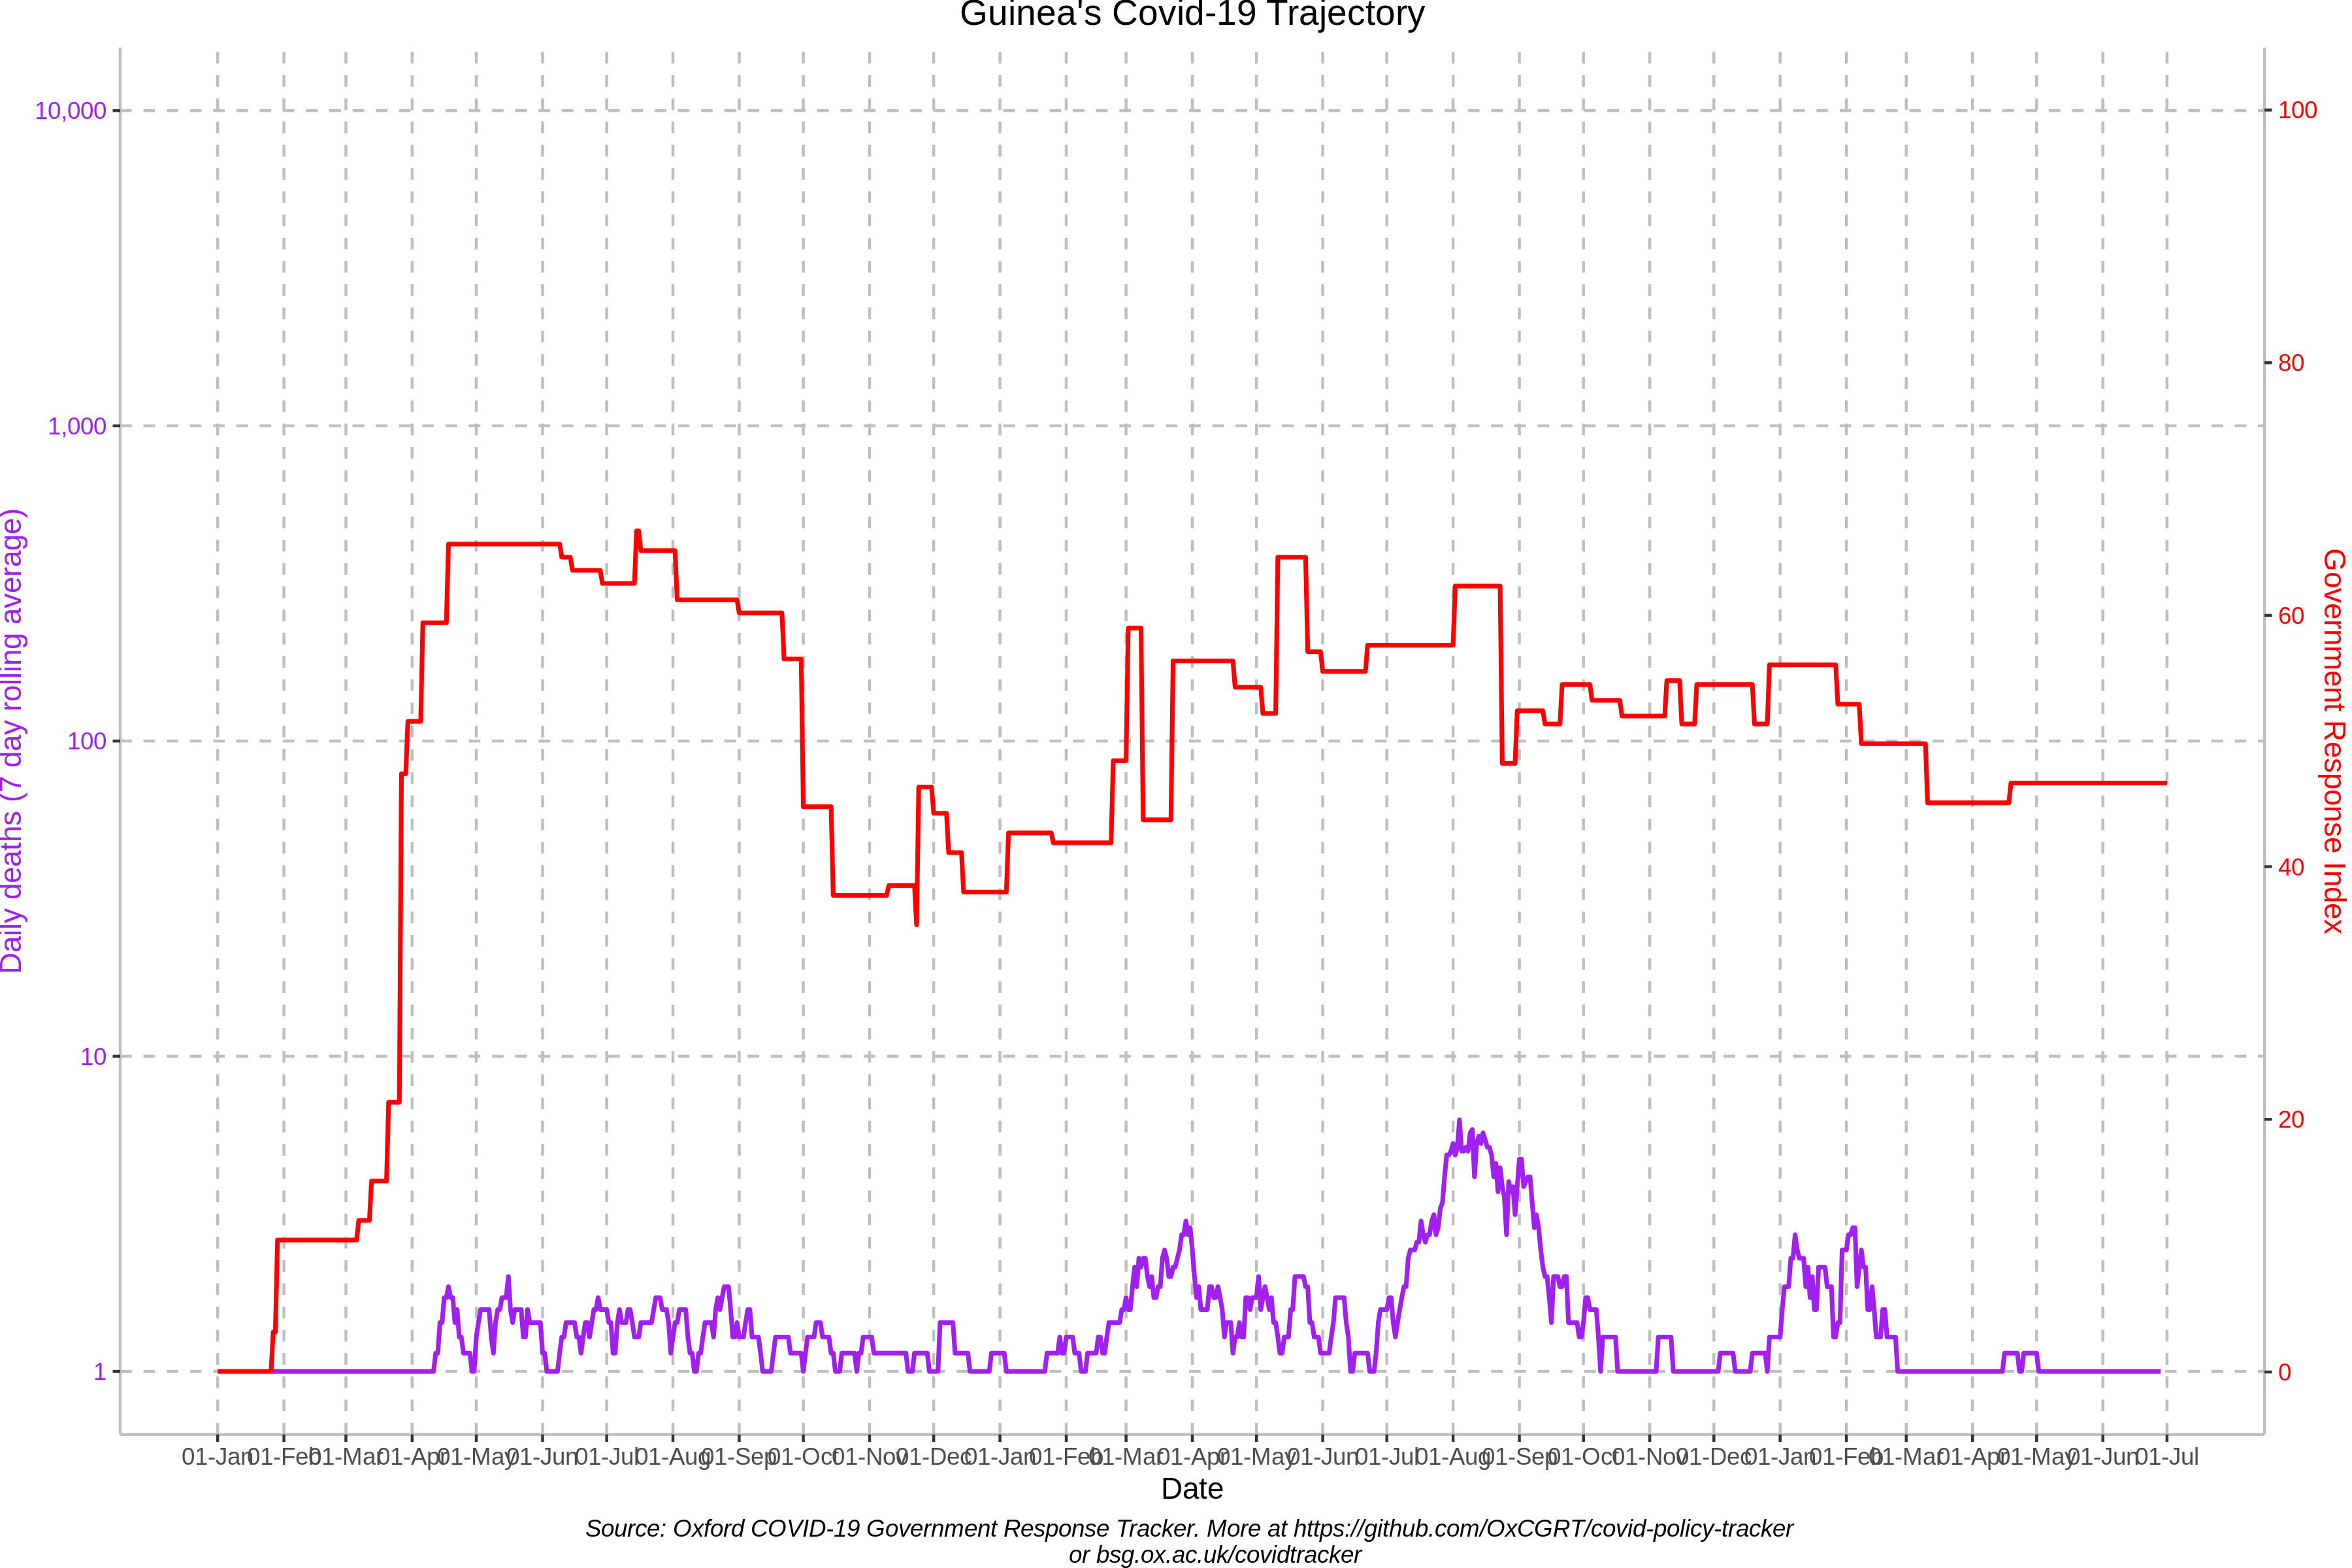 Guinea's Covid-19 Trajectory
10,000
1,000
100
10
1
Daily deaths (7 day rolling average)
100
80
60
40
20
0
Government Response Index
01-Jan 01-Feb 01-Mar 01-Apr 01-May 01-Jun 01-Jul 01-Aug 01-Sep 01-Oct 01-Nov 01-Dec 01-Jan 01-Feb 01-Mar 01-Apr 01-May 01-Jun 01-Jul 01-Aug 01-Sep 01-Oct 01-Nov 01-Dec 01-Jan 01-Feb 01-Mar 01-Apr 01-May 01-Jun 01-Jul
Date
Source: Oxford COVID-19 Government Response Tracker. More at https://github.com/OxCGRT/covid-policy-tracker
or bsg.ox.ac.uk/covidtracker